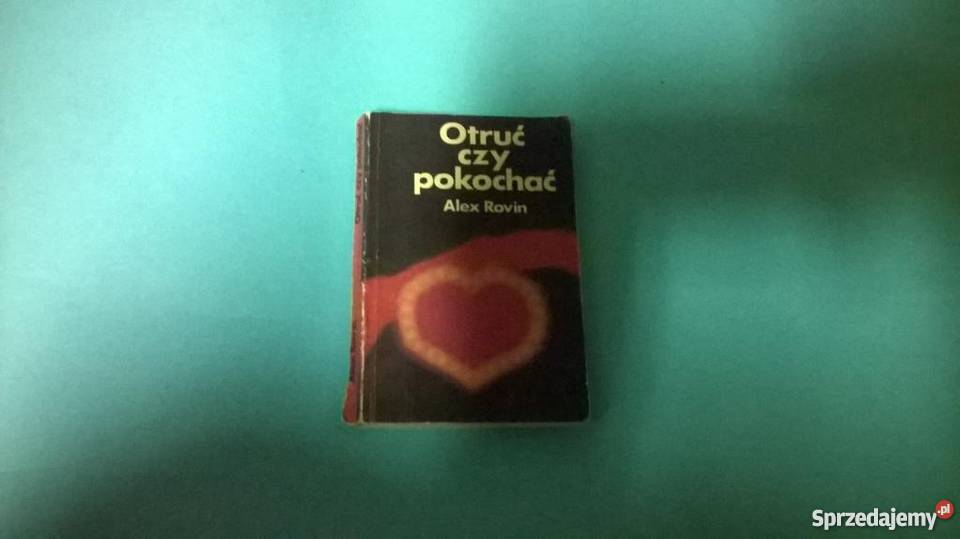 Otruć
czy
pokochać
Alex Rovin
Sprzedajemy.pl